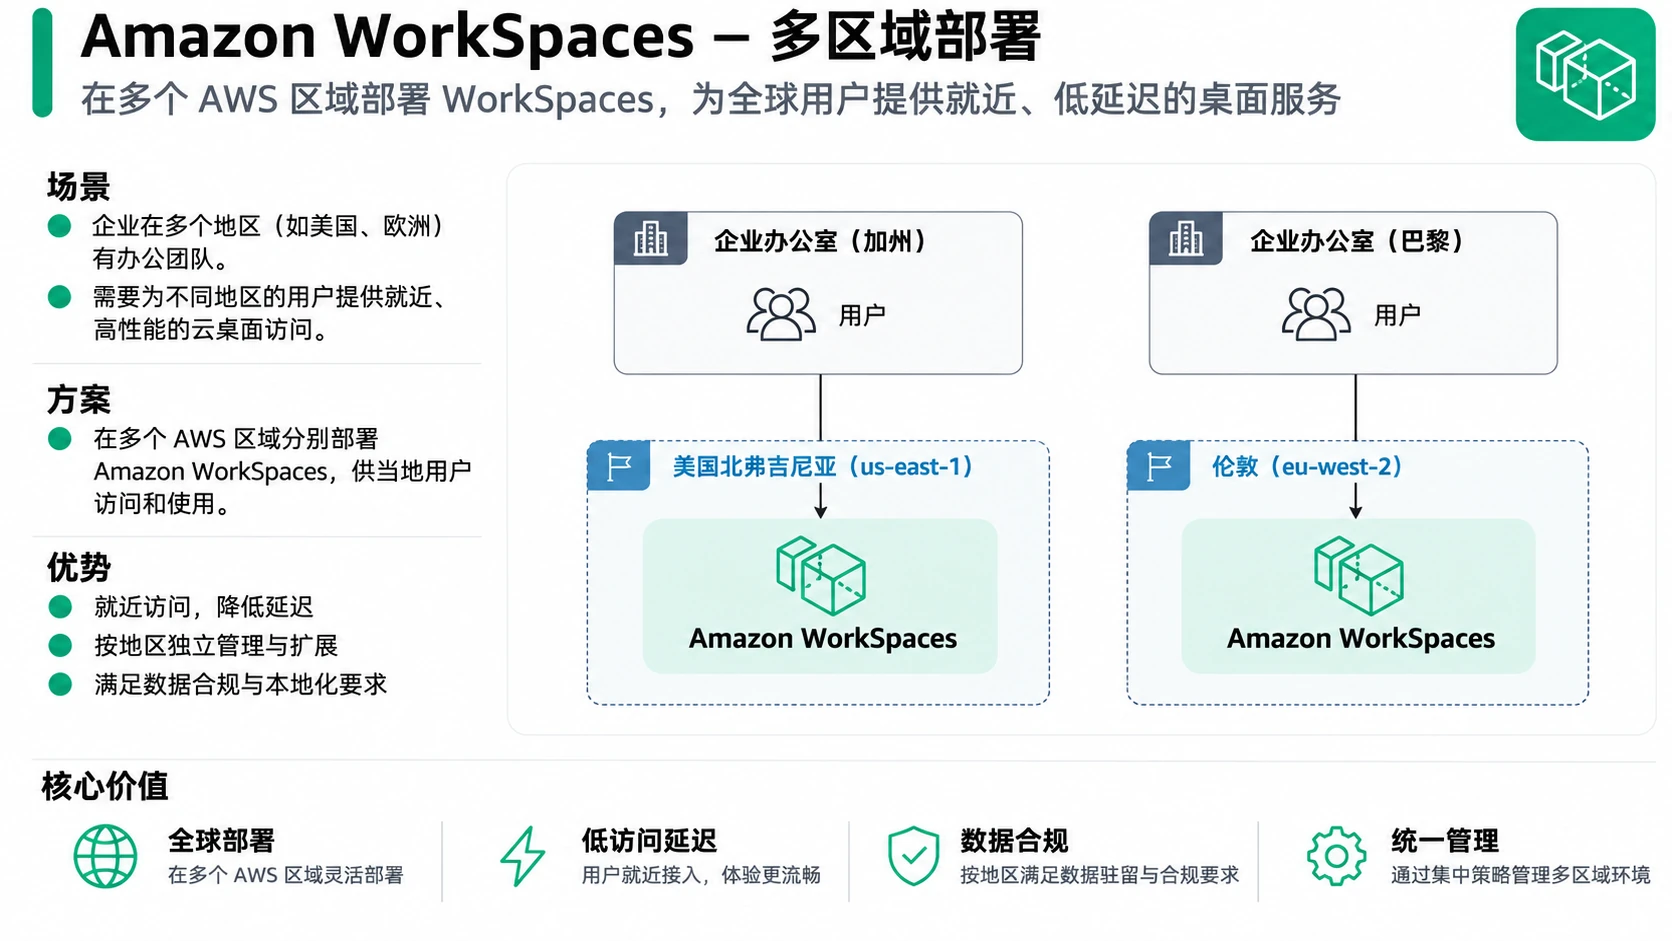 Amazon WorkSpaces – 多区域部署
在多个 AWS 区域部署 WorkSpaces，为全球用户提供就近、低延迟的桌面服务
场景
企业在多个地区（如美国、欧洲）
有办公团队。
需要为不同地区的用户提供就近、
高性能的云桌面访问。
方案
在多个 AWS 区域分别部署
Amazon WorkSpaces，供当地用户
访问和使用。
优势
就近访问，降低延迟
按地区独立管理与扩展
满足数据合规与本地化要求
企业办公室（加州）
用户
美国北弗吉尼亚（us-east-1）
Amazon WorkSpaces
企业办公室（巴黎）
用户
伦敦（eu-west-2）
Amazon WorkSpaces
核心价值
全球部署
在多个 AWS 区域灵活部署
低访问延迟
用户就近接入，体验更流畅
数据合规
按地区满足数据驻留与合规要求
统一管理
通过集中策略管理多区域环境